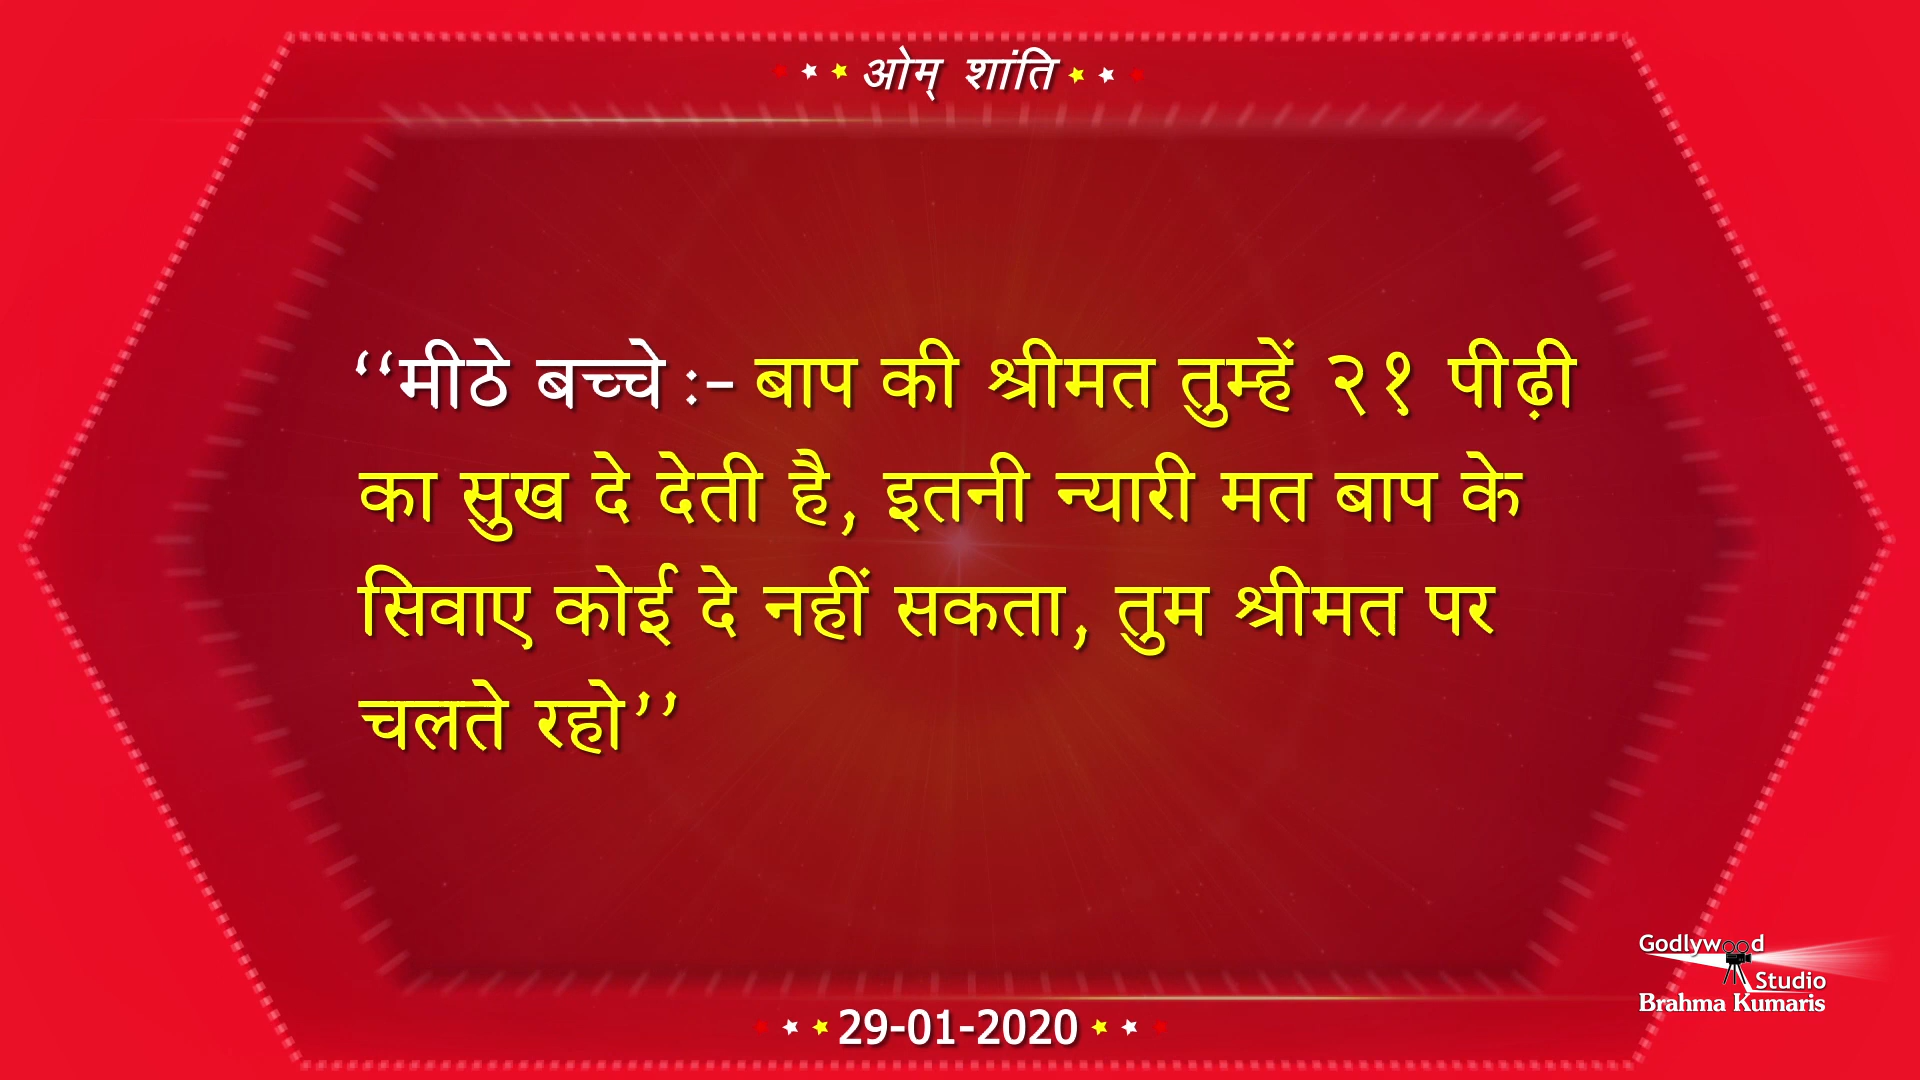 ओम् शांति
‘‘मीठे बच्चे :- बाप की श्रीमत तुम्हें २१ पीढ़ी
का सुख दे देती है, इतनी न्यारी मत बाप के
सिवाए कोई दे नहीं सकता, तुम श्रीमत पर
चलते रहो’’
Godlywood
Studio
Brahma Kumaris
29-01-2020